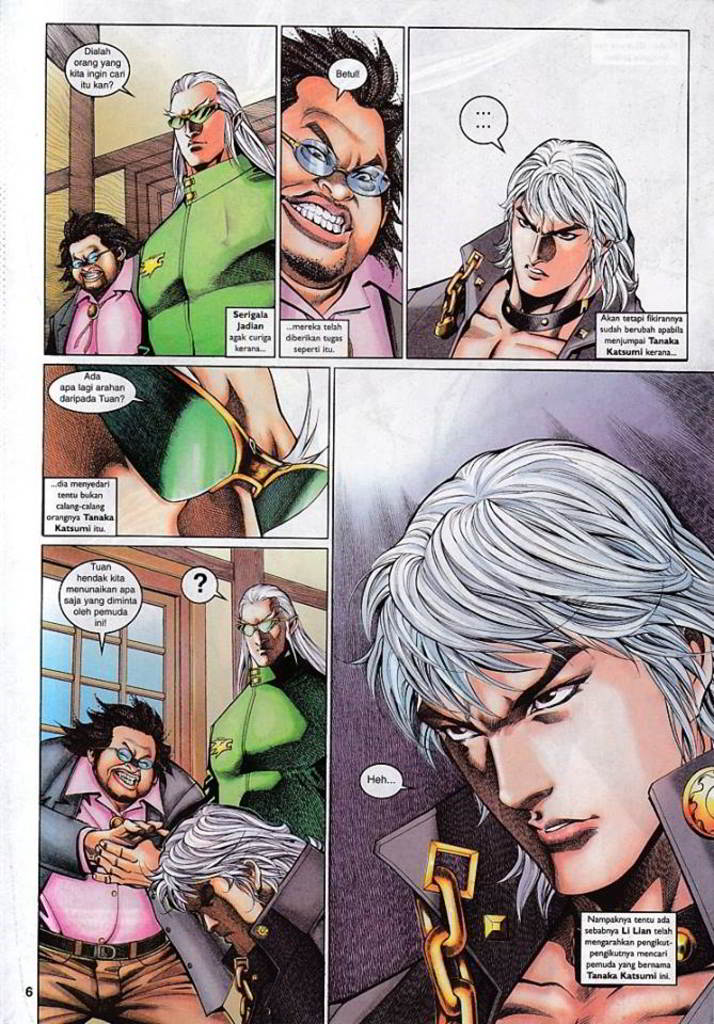 Dialah
orang yang
kita ingin cari
itu kan?
Serigala
Jadian
agak curiga
kerana...
Betul!
...mereka telah
diberikan tugas
seperti itu.
...
...
Akan tetapi fikirannya
sudah berubah apabila
menjumpai Tanaka
Katsumi kerana...
Ada
apa lagi arahan
daripada Tuan?
...dia menyedari
tentu bukan
calang-calang
orangnya Tanaka
Katsumi itu.
Tuan
hendak kita
menunaikan apa
saja yang diminta
oleh pemuda
ini!
?
Heh...
Nampaknya tentu ada
sebabnya Li Lian telah
mengarahkan pengikut-
pengikutnya mencari
pemuda yang bernama
Tanaka Katsumi ini.
6